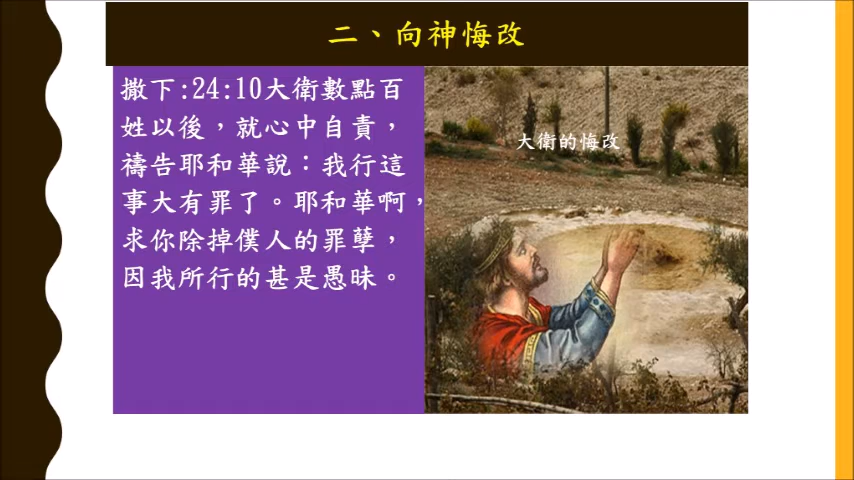 二、向神悔改
撒下:24:10大衛數點百
姓以後，就心中自責，
禱告耶和華說：我行這
事大有罪了。耶和華啊，
求你除掉僕人的罪孽，
因我所行的甚是愚昧。
大衛的悔改